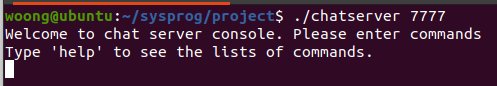 woong@ubuntu:~/sysprog/project$ ./chatserver 7777
Welcome to chat server console. Please enter commands
Type 'help' to see the lists of commands.